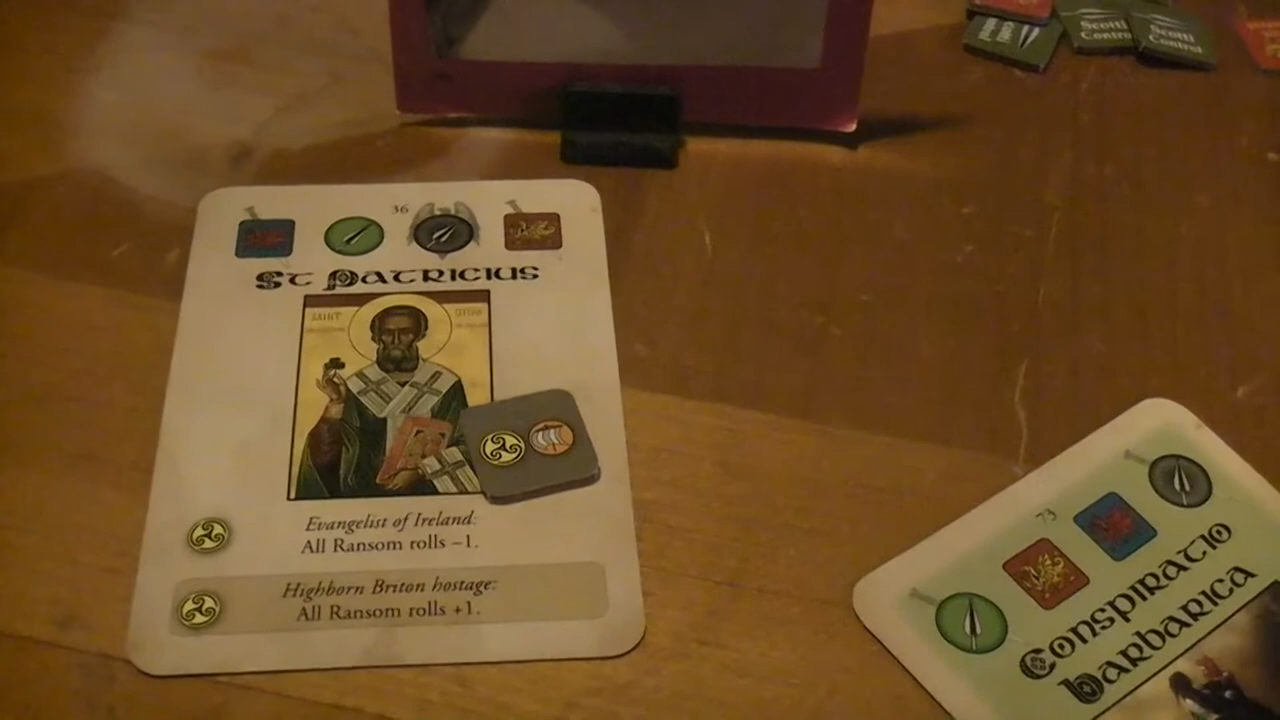 36
St Patricius
SAINT
Evangelist of Ireland:
All Ransom rolls –1.
Highborn Briton hostage:
All Ransom rolls +1.
73
Conspiratio
Barbarica
Scotti
Control
Scotti
Control